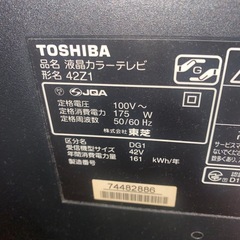 TOSHIBA
品名 液晶カラーテレビ
形名 42Z1
JQA
定格電圧 100V~
定格消費電力 175 W
定格周波数 50/60 Hz
株式会社 東芝
区分名 DG1
受信機型サイズ 42V
年間消費電力量 161 kWh/年
製造番号
74482886